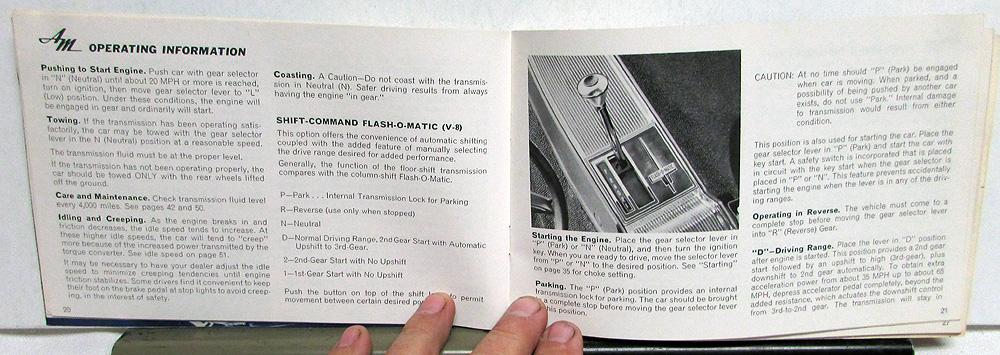 AM OPERATING INFORMATION
Pushing to Start Engine. Push car with gear selector
in "N" (Neutral) until about 20 MPH or more is reached,
turn on ignition, then move gear selector lever to "L"
(Low) position. Under these conditions, the engine will
be engaged in gear and ordinarily will start.
Towing. If the transmission has been operating satis-
factorily, the car may be towed with the gear selector
lever in the N (Neutral) position at a reasonable speed.
The transmission fluid must be at the proper level.
If the transmission has not been operating properly, the
car should be towed ONLY with the rear wheels lifted
off the ground.
Care and Maintenance. Check transmission fluid level
every 4,000 miles. See pages 42 and 50.
Idling and Creeping. As the engine breaks in and
friction decreases, the idle speed tends to increase. At
these higher idle speeds, the car will tend to "creep"
more because of the increased power transmitted by the
torque converter. See idle speed on page 51.
It may be necessary to have your dealer adjust the idle
speed to minimize creeping tendencies until engine
friction stabilizes. Some drivers find it convenient to keep
their foot on the brake pedal at stop lights to avoid creep-
ing, in the interest of safety.
20
Coasting. A Caution—Do not coast with the transmis-
sion in Neutral (N). Safer driving results from always
having the engine "in gear."
SHIFT-COMMAND FLASH-O-MATIC (V-8)
This option offers the convenience of automatic shifting
coupled with the added feature of manually selecting
the drive range desired for added performance.
Generally, the function of the floor-shift transmission
compares with the column-shift Flash-O-Matic.
P—Park . . . Internal Transmission Lock for Parking
R—Reverse (use only when stopped)
N—Neutral
D—Normal Driving Range, 2nd Gear Start with Automatic
Upshift to 3rd-Gear.
2—2nd-Gear Start with No Upshift
1—1st-Gear Start with No Upshift
Push the button on top of the shift lever to permit
movement between certain desired
Starting the Engine. Place the gear selector lever in
"P" (Park) or "N" (Neutral), and then turn the ignition
key. When you are ready to drive, move the selector lever
from "P" or "N" to the desired position. See "Starting"
on page 35 for choke setting.
Parking. The "P" (Park) position provides an internal
transmission lock for parking. The car should be brought
to a complete stop before moving the gear selector lever
this position.
CAUTION: At no time should "P" (Park) be engaged
when car is moving. When parked, and a
possibility of being pushed by another car
exists, do not use "Park." Internal damage
to transmission would result from either
condition.
This position is also used for starting the car. Place the
gear selector lever in "P" (Park) and start the car with
key start. A safety switch is incorporated that is placed
in circuit with the key start when the gear selector is
placed in "P" or "N". This feature prevents accidentally
starting the engine when the lever is in any of the driv-
ing ranges.
Operating in Reverse. The vehicle must come to a
complete stop before moving the gear selector lever
into "R" (Reverse) Gear.
"D"—Driving Range. Place the lever in "D" position
after engine is started. This position provides a 2nd gear
start followed by an upshift to high (3rd-gear), plus
downshift to 2nd gear automatically. To obtain extra
acceleration power from about 35 MPH up to about 65
MPH, depress accelerator pedal completely, beyond the
added resistance, which actuates the downshift control
from 3rd-to-2nd gear. The transmission will stay in
21
27